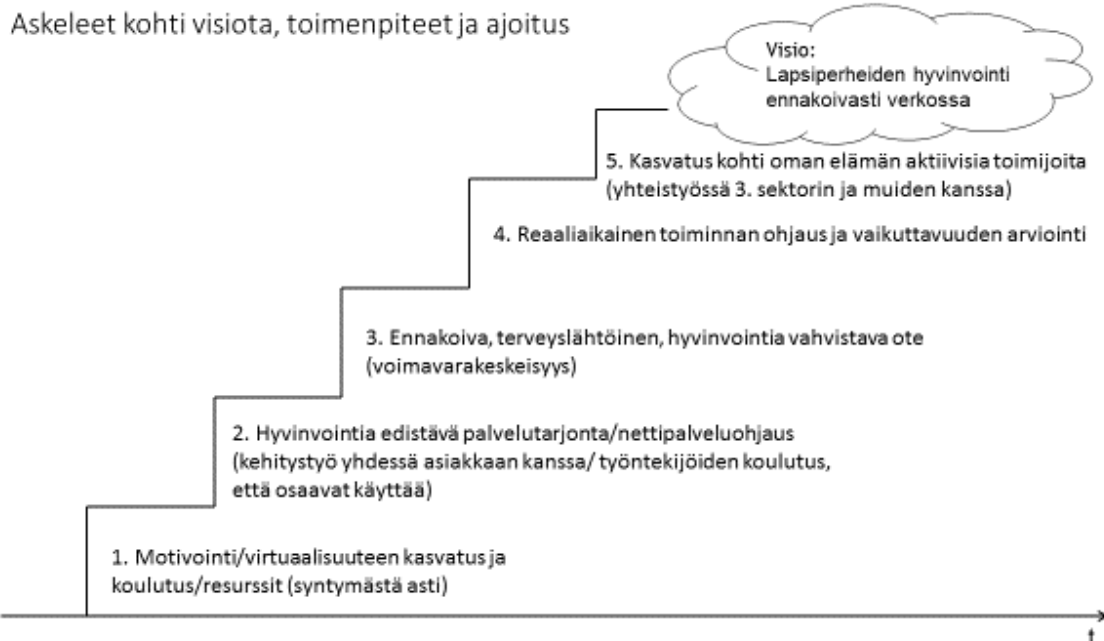 Askeleet kohti visiota, toimenpiteet ja ajoitus
Visio:
Lapsiperheiden hyvinvointi
ennakoivasti verkossa
5. Kasvatus kohti oman elämän aktiivisia toimijoita
(yhteistyössä 3. sektorin ja muiden kanssa)
4. Reaaliaikainen toiminnan ohjaus ja vaikuttavuuden arviointi
3. Ennakoiva, terveyslähtöinen, hyvinvointia vahvistava ote
(voimavarakeskeisyys)
2. Hyvinvointia edistävä palvelutarjonta/nettipalveluohjaus
(kehitystyö yhdessä asiakkaan kanssa/ työntekijöiden koulutus,
että osaavat käyttää)
1. Motivointi/virtuaalisuuteen kasvatus ja
koulutus/resurssit (syntymästä asti)
t